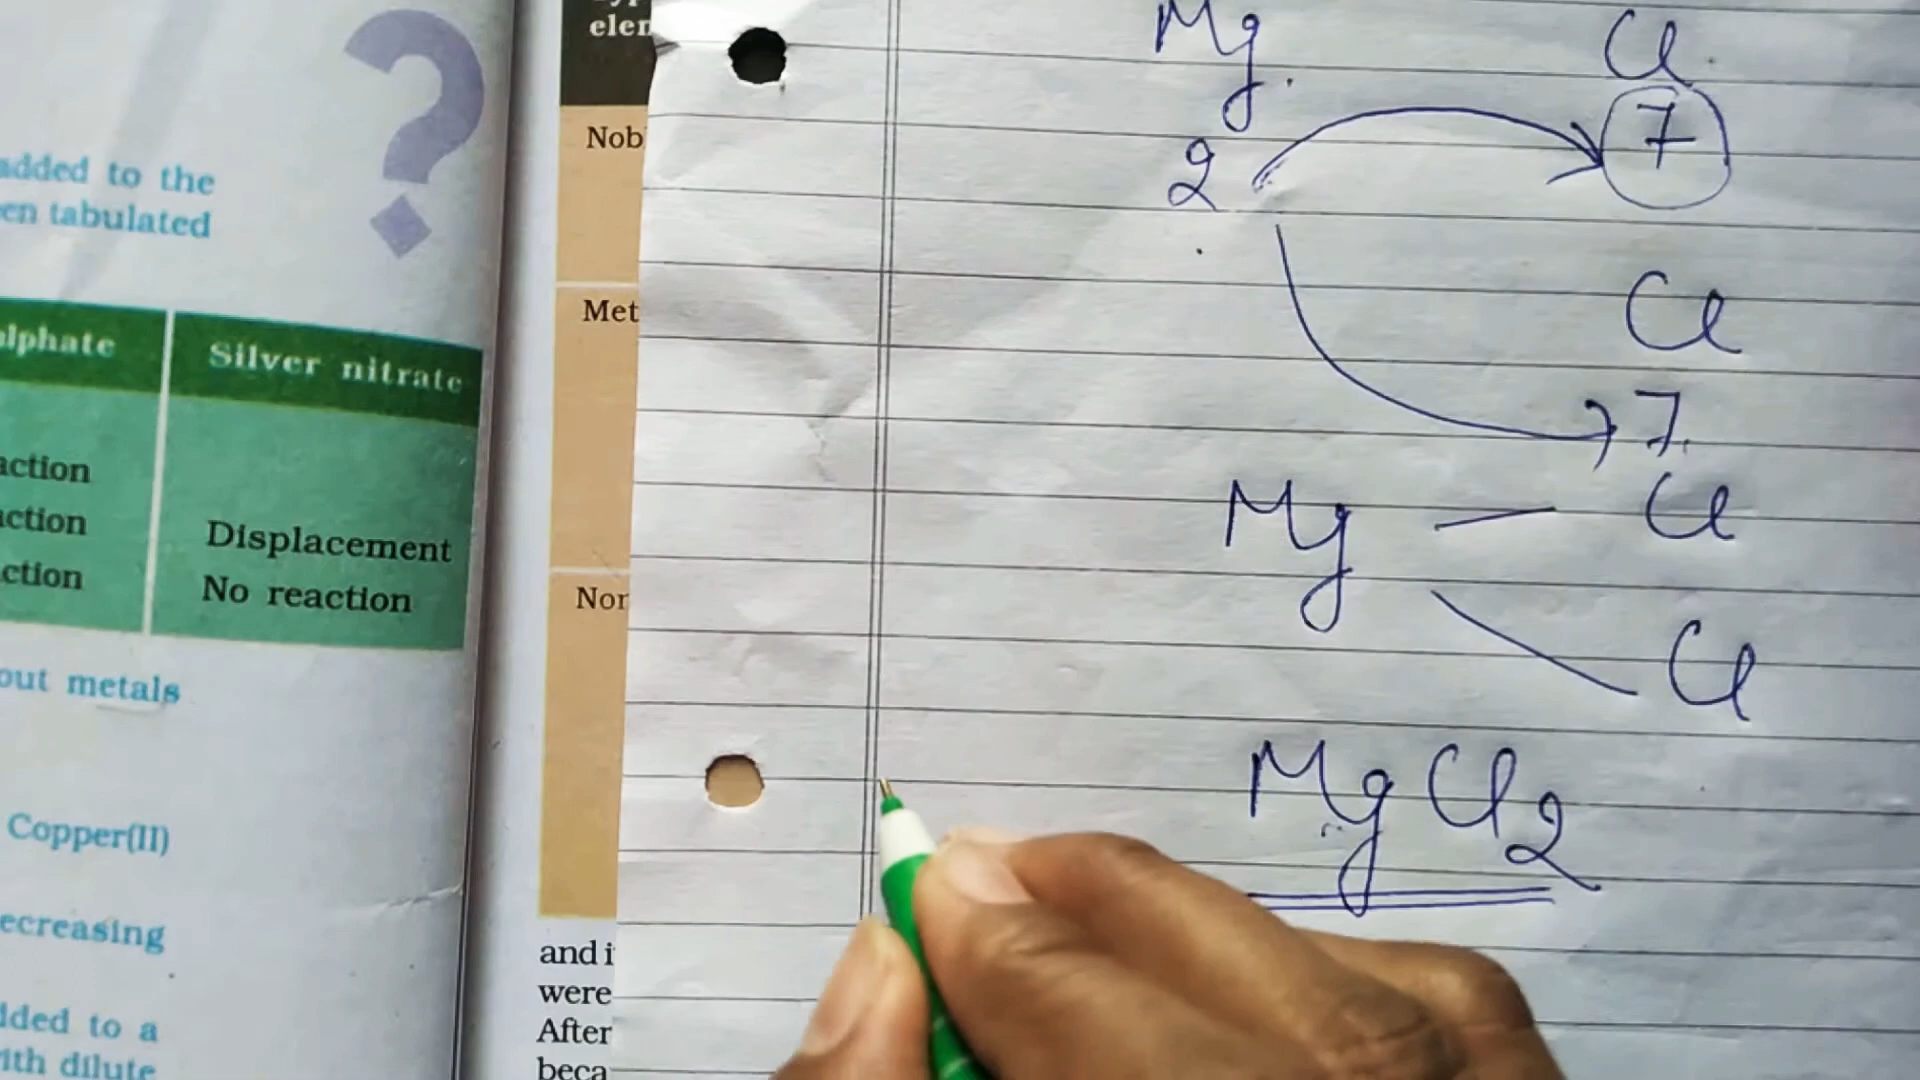 added to the
en tabulated
lphate Silver nitrate
action
action Displacement
ction No reaction
out metals
Copper(II)
ecreasing
dded to a
ith dilute
elen
Nob
Met
Nor
and i
were
After
beca
Mg Cl
2 7
Cl
7
Mg — Cl
Cl
MgCl2